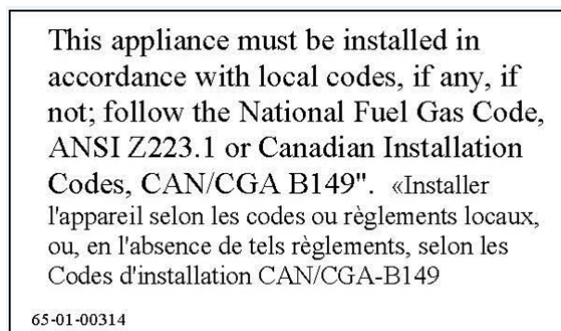 This appliance must be installed in
accordance with local codes, if any, if
not; follow the National Fuel Gas Code,
ANSI Z223.1 or Canadian Installation
Codes, CAN/CGA B149". «Installer
l'appareil selon les codes ou règlements locaux,
ou, en l'absence de tels règlements, selon les
Codes d'installation CAN/CGA-B149
65-01-00314